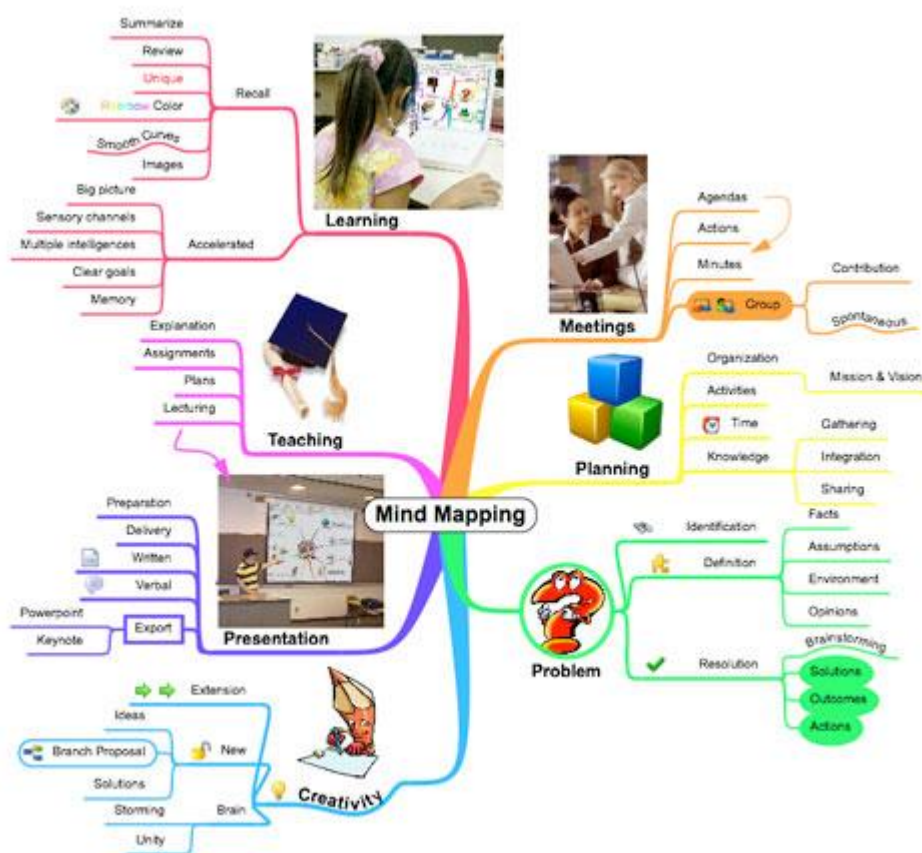 Mind Mapping
Learning
Recall
Summarize
Review
Unique
Rainbow Color
Smooth Curves
Images
Accelerated
Big picture
Sensory channels
Multiple intelligences
Clear goals
Memory
Teaching
Explanation
Assignments
Plans
Lecturing
Presentation
Preparation
Delivery
Written
Verbal
Export
Powerpoint
Keynote
Creativity
Extension
New
Ideas
Branch Proposal
Solutions
Brain
Storming
Unity
Meetings
Agendas
Actions
Minutes
Group
Contribution
Spontaneous
Planning
Organization
Mission & Vision
Activities
Time
Knowledge
Gathering
Integration
Sharing
Problem
Identification
Definition
Facts
Assumptions
Environment
Opinions
Resolution
Brainstorming
Solutions
Outcomes
Actions